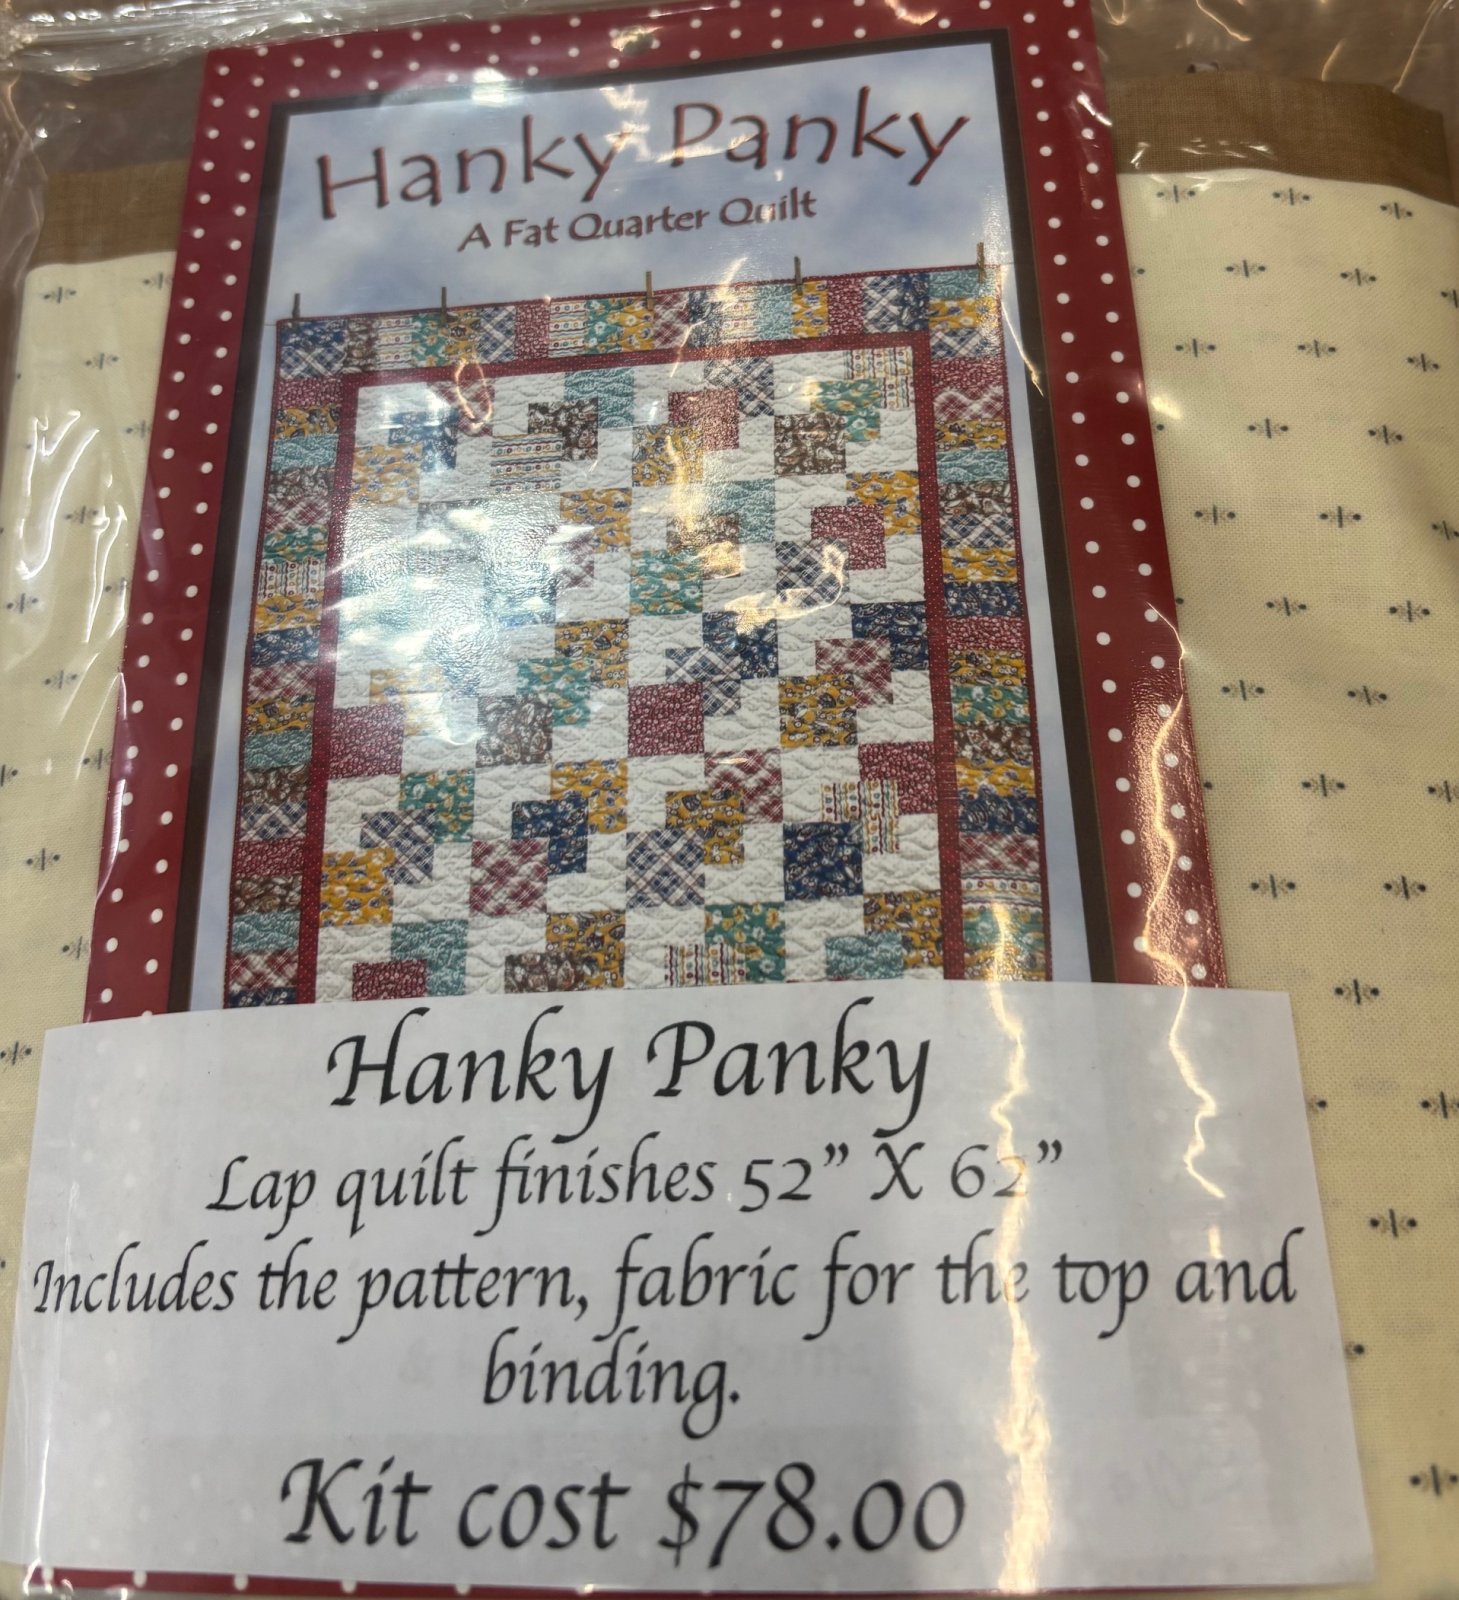 Hanky Panky
A Fat Quarter Quilt
Hanky Panky
Lap quilt finishes 52” X 62”
Includes the pattern, fabric for the top and
binding.
Kit cost $78.00